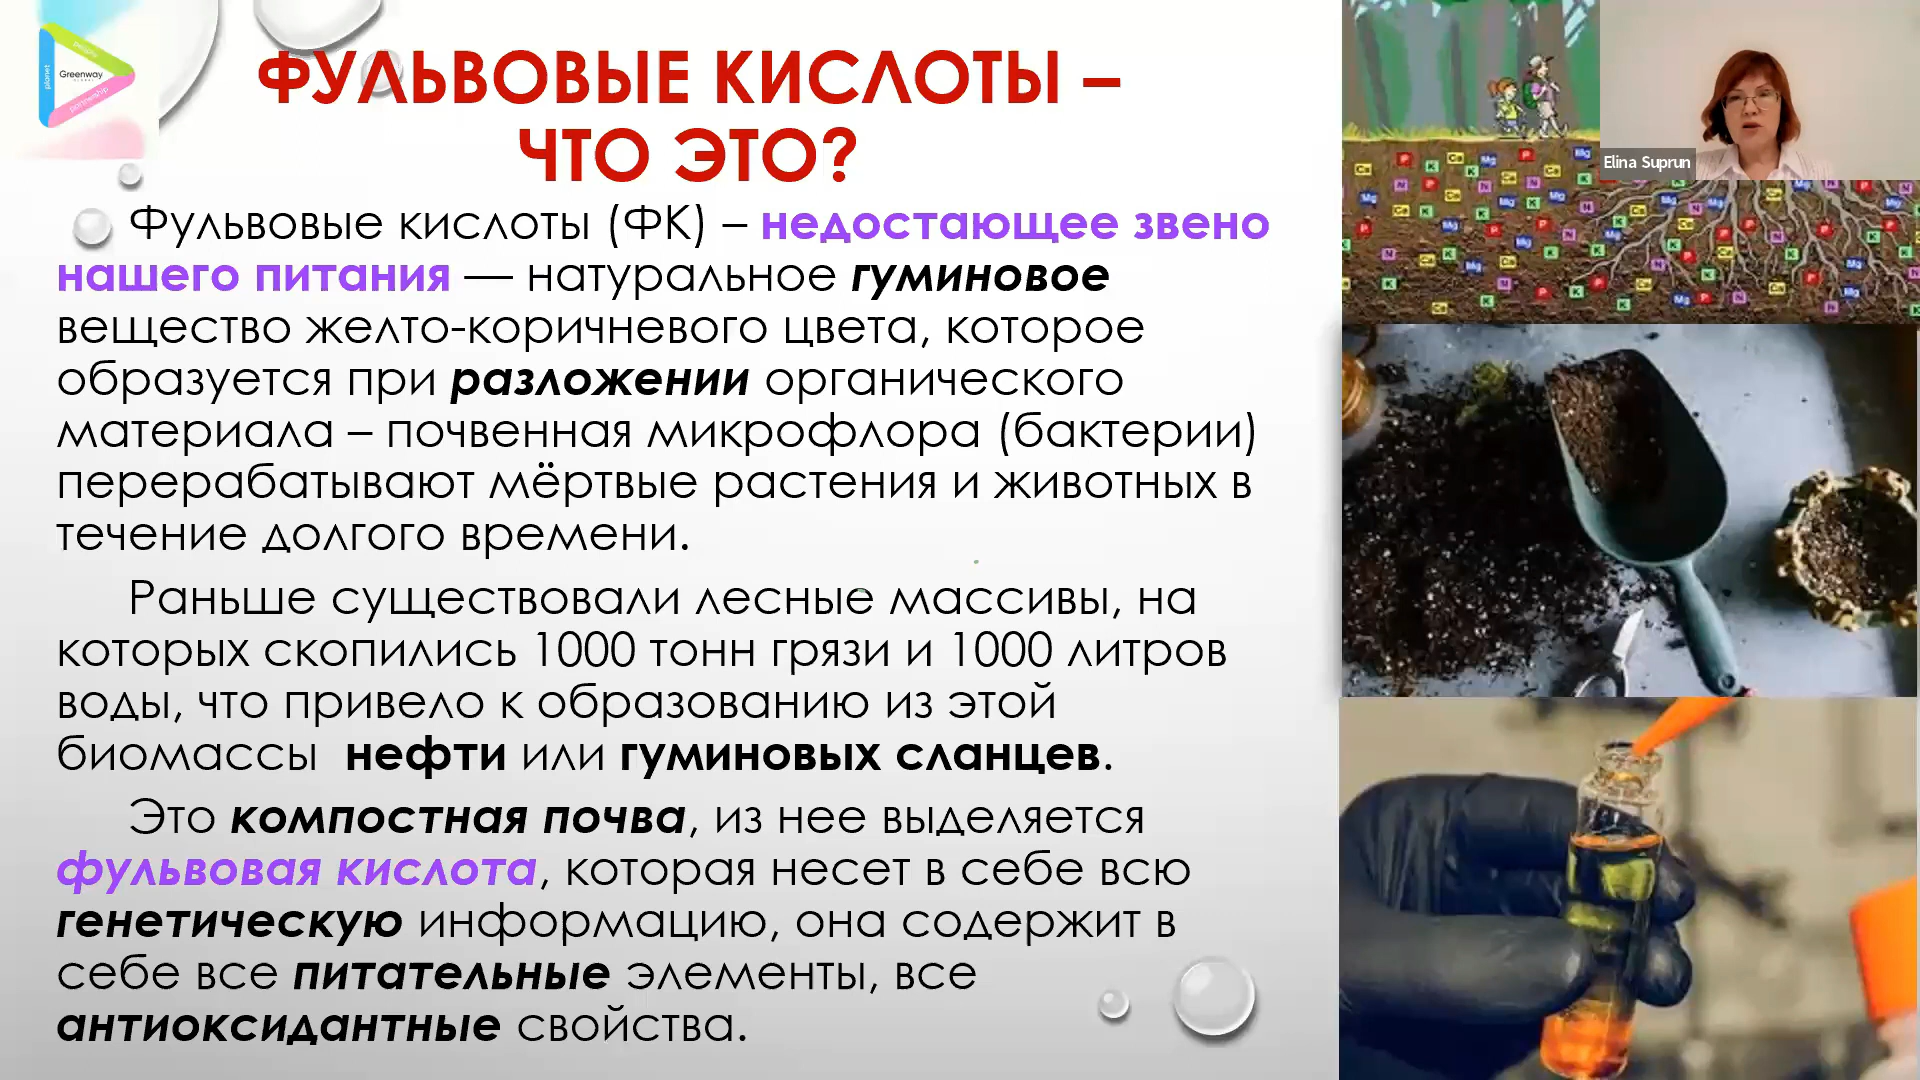 people
planet
Greenway
GLOBAL
partnership
ФУЛЬВОВЫЕ КИСЛОТЫ –
ЧТО ЭТО?
Фульвовые кислоты (ФК) – недостающее звено
нашего питания — натуральное гуминовое
вещество желто-коричневого цвета, которое
образуется при разложении органического
материала – почвенная микрофлора (бактерии)
перерабатывают мёртвые растения и животных в
течение долгого времени.
Раньше существовали лесные массивы, на
которых скопились 1000 тонн грязи и 1000 литров
воды, что привело к образованию из этой
биомассы нефти или гуминовых сланцев.
Это компостная почва, из нее выделяется
фульвовая кислота, которая несет в себе всю
генетическую информацию, она содержит в
себе все питательные элементы, все
антиоксидантные свойства.
Elina Suprun